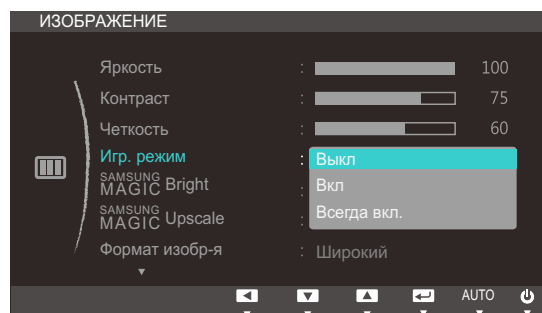 ИЗОБРАЖЕНИЕ
Яркость : 100
Контраст : 75
Четкость : 60
Игр. режим : Выкл
Вкл
Всегда вкл.
SAMSUNG MAGIC Bright :
SAMSUNG MAGIC Upscale :
Формат изобр-я : Широкий
AUTO